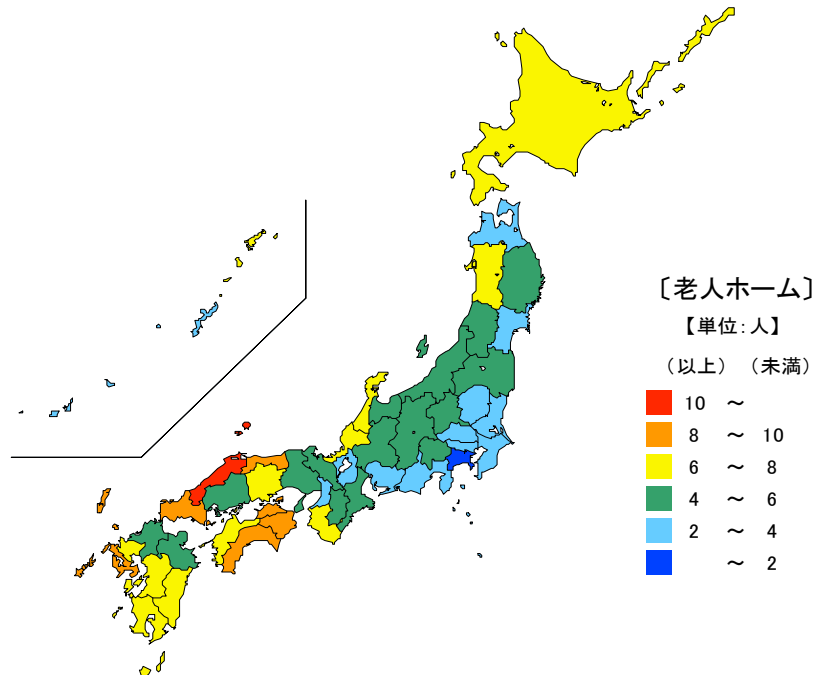 〔老人ホーム〕
【単位：人】
（以上） （未満）
10 ～
8 ～ 10
6 ～ 8
4 ～ 6
2 ～ 4
～ 2